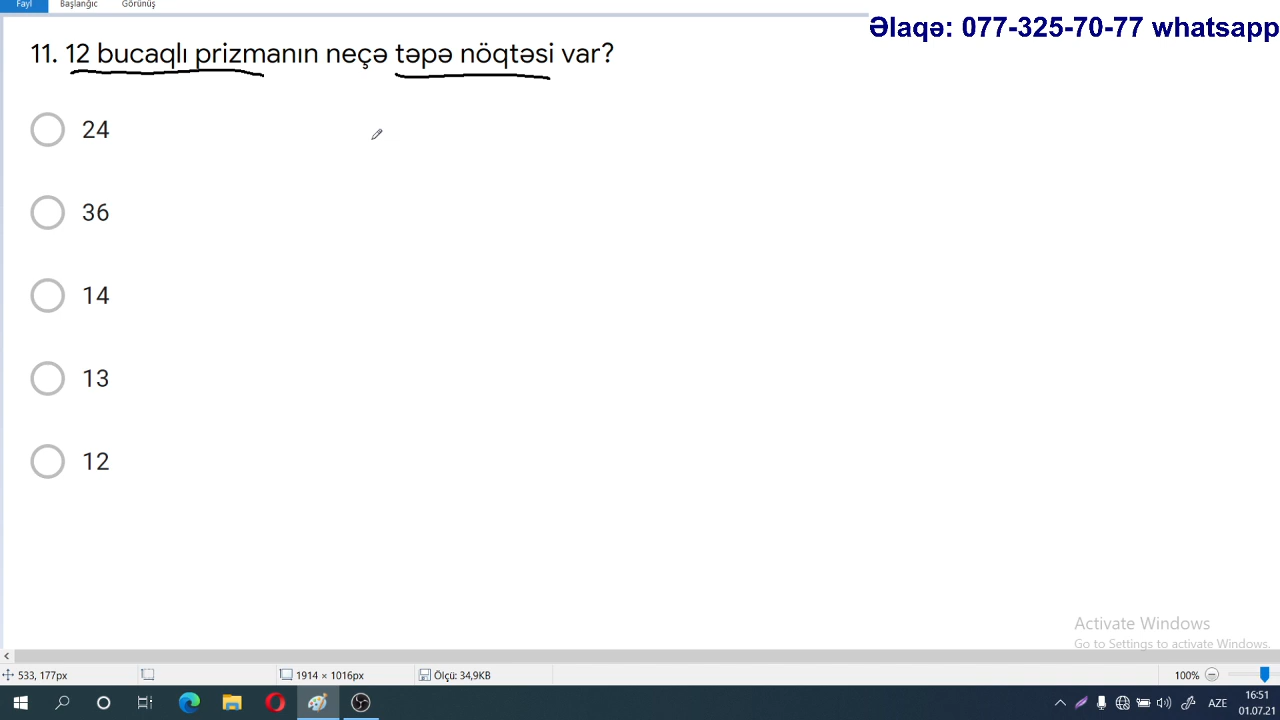 Fayl Başlanğıc Görünüş
Əlaqə: 077-325-70-77 whatsapp
11. 12 bucaqlı prizmanın neçə təpə nöqtəsi var?
24
36
14
13
12
Activate Windows
Go to Settings to activate Windows.
533, 177px 1914 × 1016px Ölçü: 34,9KB 100%
AZE 16:51
01.07.21